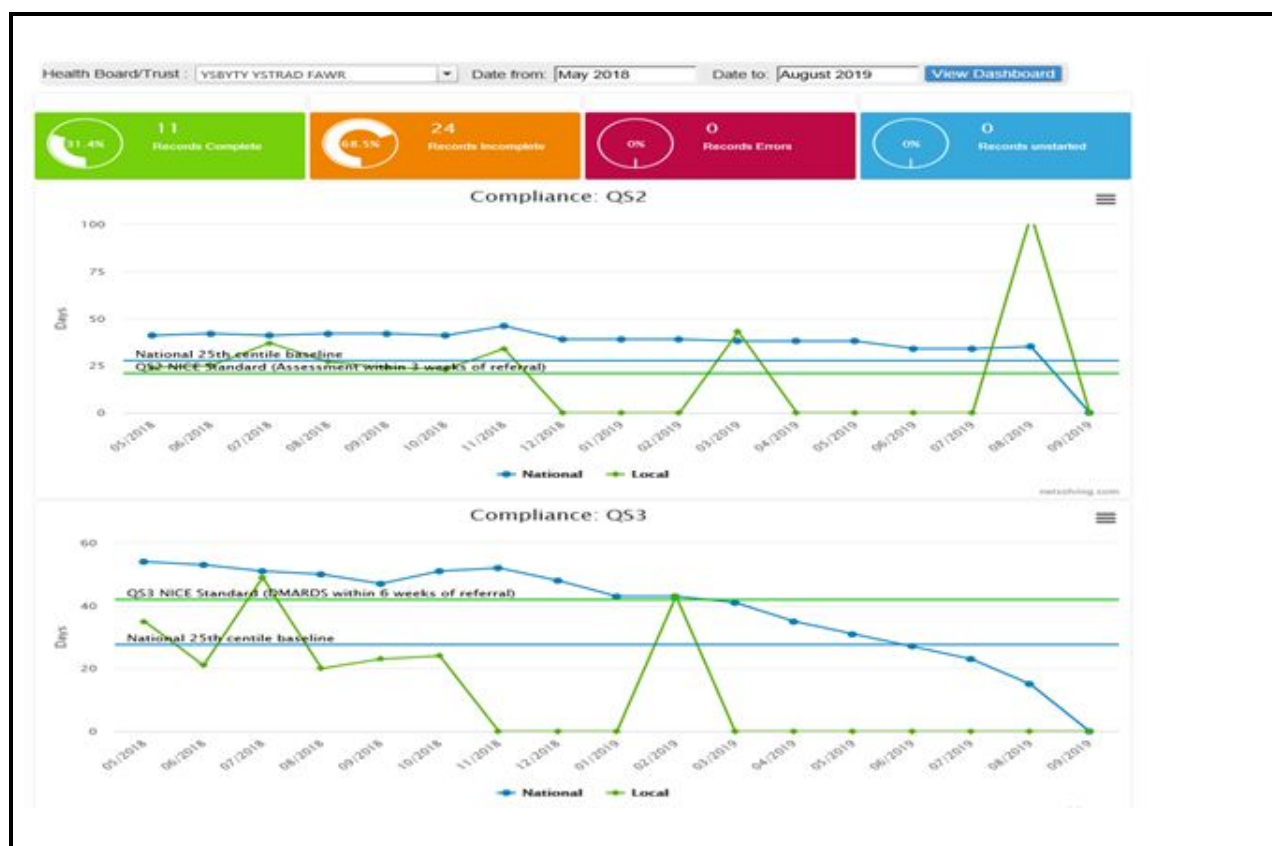 Health Board/Trust : YSBYTY YSTRAD FAWR Date from: May 2018 Date to: August 2019 View Dashboard
31.4% 11 Records Complete
68.5% 24 Records Incomplete
0% 0 Records Errors
0% 0 Records unstarted
Compliance: QS2
100
75
50
25
0
Days
National 25th centile baseline
QS2 NICE Standard (Assessment within 3 weeks of referral)
05/2018 06/2018 07/2018 08/2018 09/2018 10/2018 11/2018 12/2018 01/2019 02/2019 03/2019 04/2019 05/2019 06/2019 07/2019 08/2019 09/2019
National Local
netsolving.com
Compliance: QS3
60
40
20
0
Days
QS3 NICE Standard (DMARDS within 6 weeks of referral)
National 25th centile baseline
05/2018 06/2018 07/2018 08/2018 09/2018 10/2018 11/2018 12/2018 01/2019 02/2019 03/2019 04/2019 05/2019 06/2019 07/2019 08/2019 09/2019
National Local